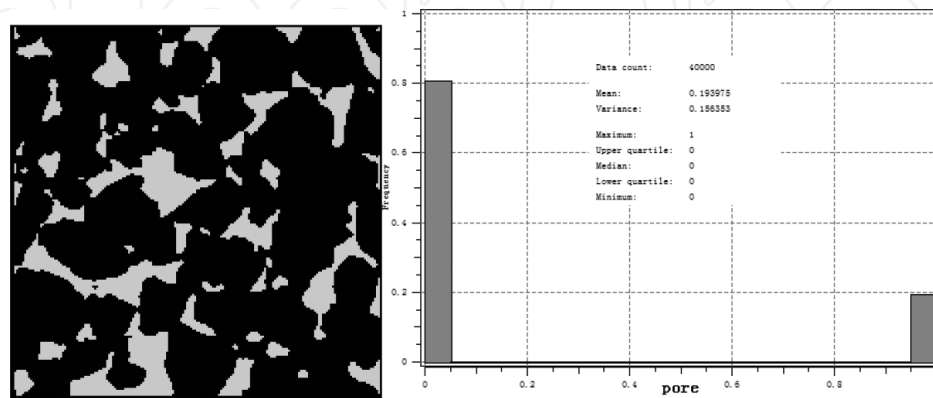 1
0.8
0.6
0.4
0.2
0
Frequency
Data count: 40000
Mean: 0.193975
Variance: 0.156353
Maximum: 1
Upper quartile: 0
Median: 0
Lower quartile: 0
Minimum: 0
0 0.2 0.4 0.6 0.8
pore